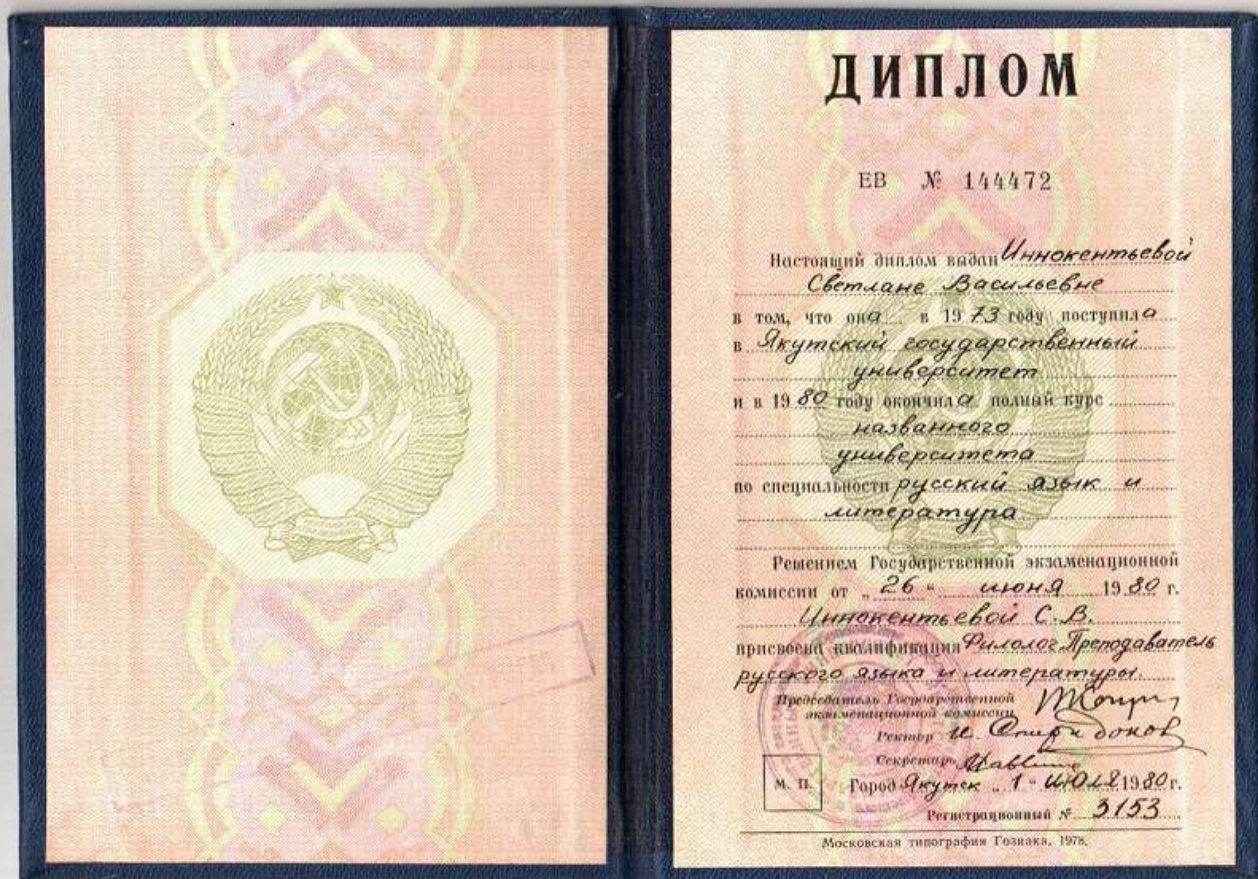 ДИПЛОМ
ЕВ № 144472
Настоящий диплом выдан Иннокентьевой
Светлане Васильевне
в том, что она в 1973 году поступила
в Якутский государственный
университет
и в 1980 году окончила полный курс
названного
университета
по специальности русский язык и
литература
Решением Государственной экзаменационной
комиссии от „ 26 “ июня 1980 г.
Иннокентьевой С.В.
присвоена квалификация Филолог. Преподаватель
русского языка и литературы.
Председатель Государственной
экзаменационной комиссии
Ректор И. Спиридонов
Секретарь
М. П. Город Якутск „ 1 “ июля 1980 г.
Регистрационный № 3153
Московская типография Гознака. 1978.